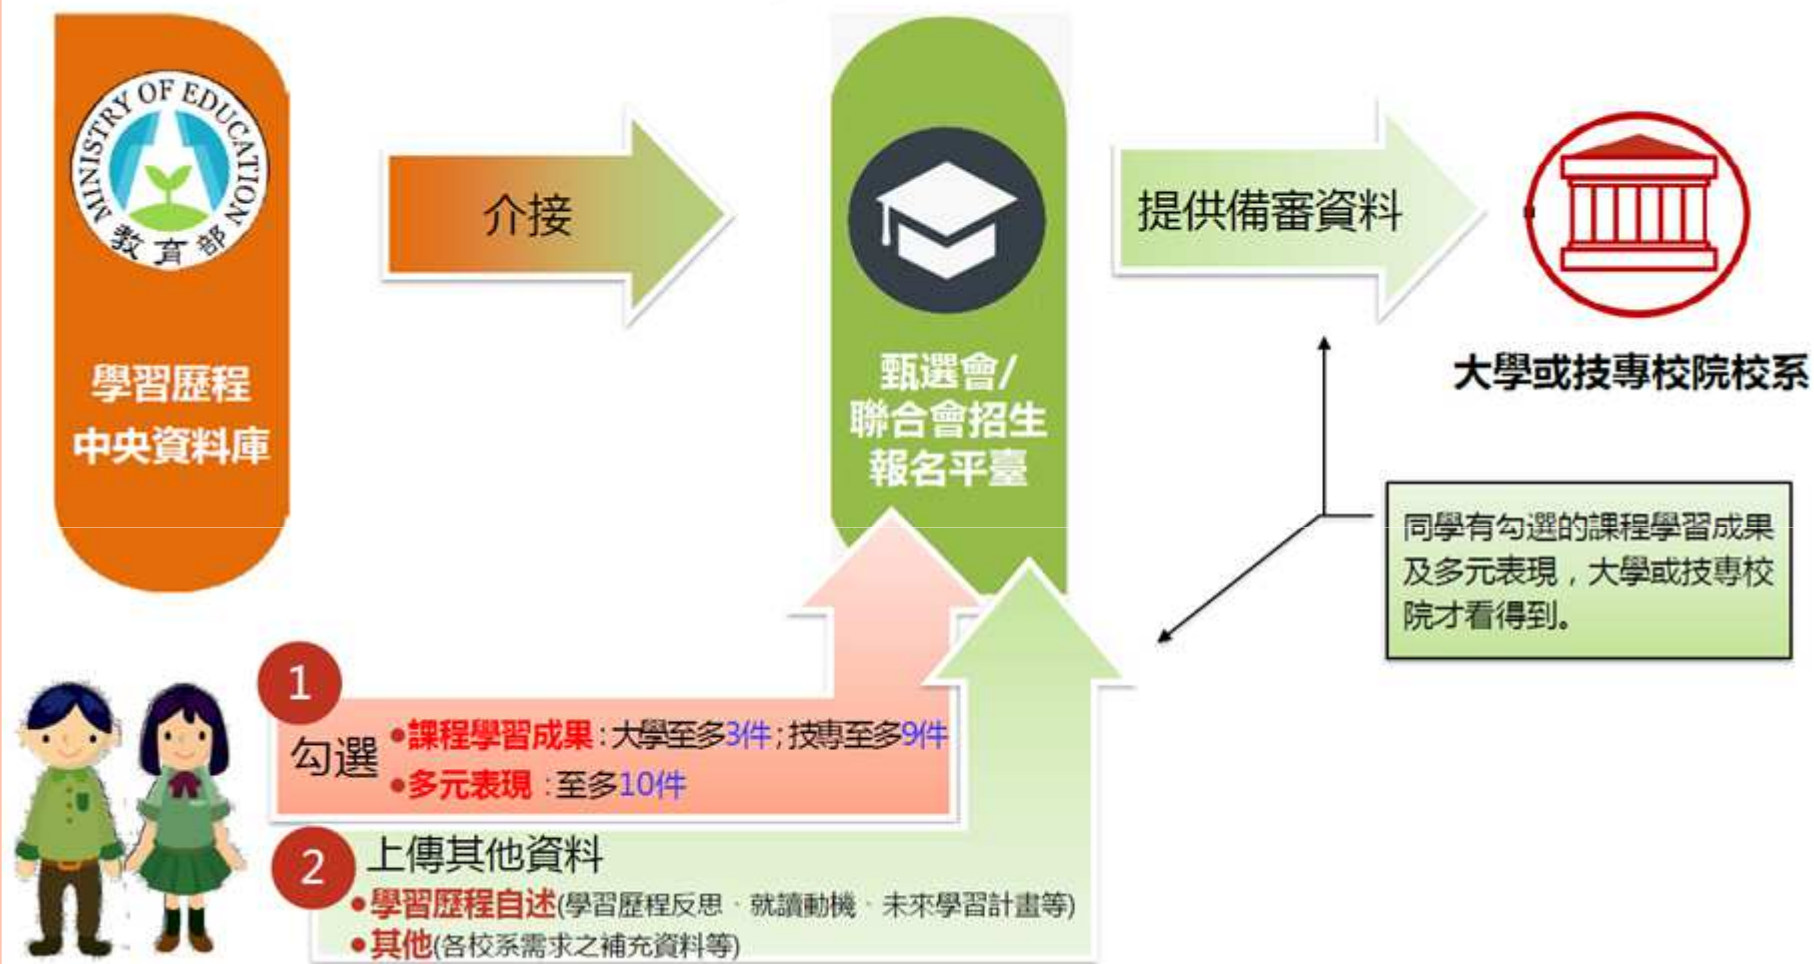 MINISTRY OF EDUCATION
教育部
學習歷程
中央資料庫
介接
甄選會/
聯合會招生
報名平臺
提供備審資料
大學或技專校院校系
同學有勾選的課程學習成果
及多元表現，大學或技專校
院才看得到。
1
勾選
•課程學習成果：大學至多3件；技專至多9件
•多元表現：至多10件
2
上傳其他資料
•學習歷程自述(學習歷程反思、就讀動機、未來學習計畫等)
•其他(各校系需求之補充資料等)